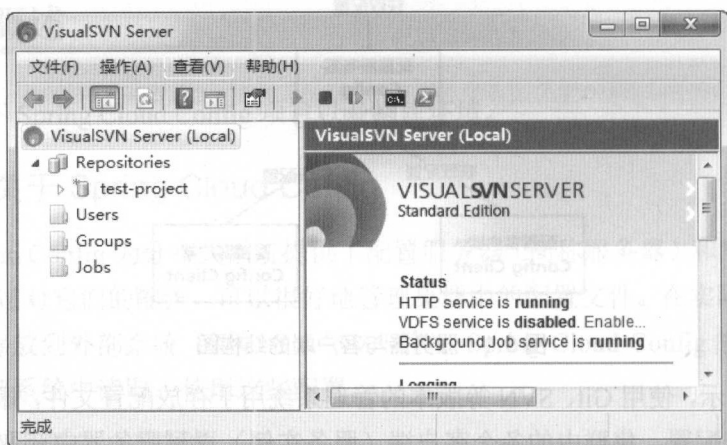 VisualSVN Server
文件(F) 操作(A) 查看(V) 帮助(H)
VisualSVN Server (Local)
Repositories
test-project
Users
Groups
Jobs
VisualSVN Server (Local)
VISUALSVNSERVER
Standard Edition
Status
HTTP service is running
VDFS service is disabled. Enable...
Background Job service is running
Logging
完成